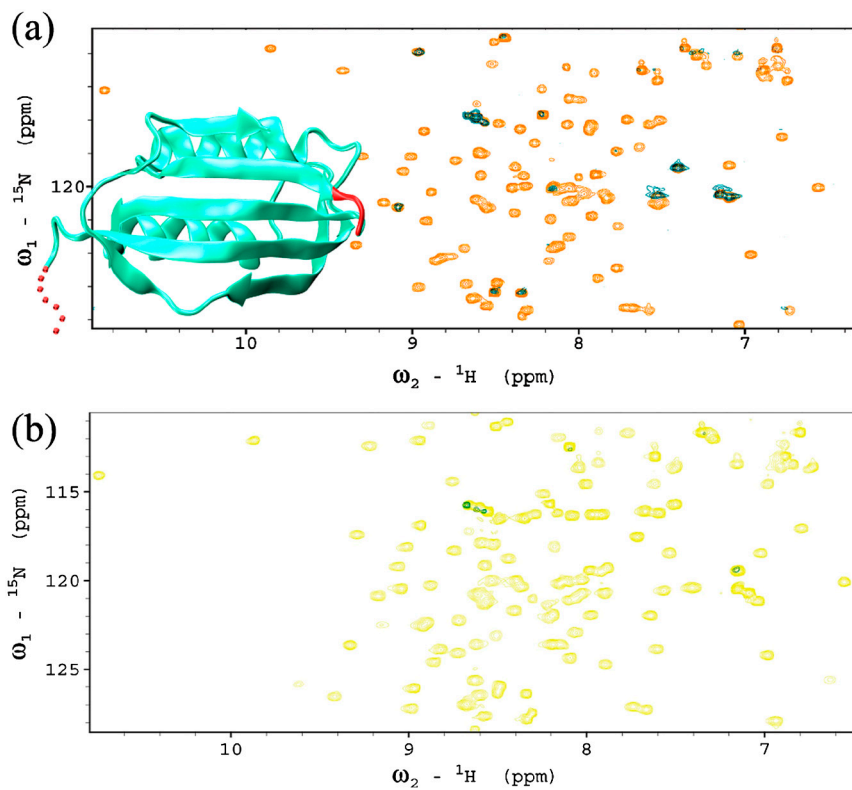 (a)
120
ω₁ - ¹⁵N (ppm)
10
9
8
7
ω₂ - ¹H (ppm)
(b)
115
120
125
ω₁ - ¹⁵N (ppm)
10
9
8
7
ω₂ - ¹H (ppm)